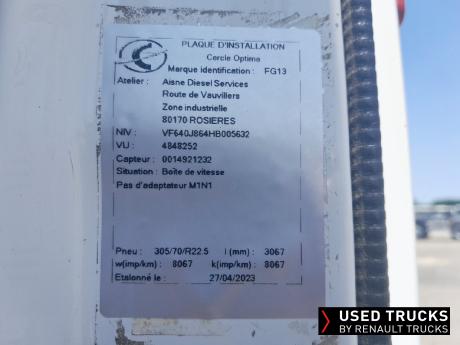 PLAQUE D'INSTALLATION
Cercle Optima
Marque identification : FG13
Atelier : Aisne Diesel Services
Route de Vauvillers
Zone industrielle
80170 ROSIERES
NIV : VF640J864HB005632
VU : 4848252
Capteur : 0014921232
Situation : Boîte de vitesse
Pas d'adaptateur M1N1
Pneu : 305/70/R22.5 l (mm) : 3067
w(imp/km) : 8067 k(imp/km) : 8067
Etalonné le : 27/04/2023
USED TRUCKS
BY RENAULT TRUCKS